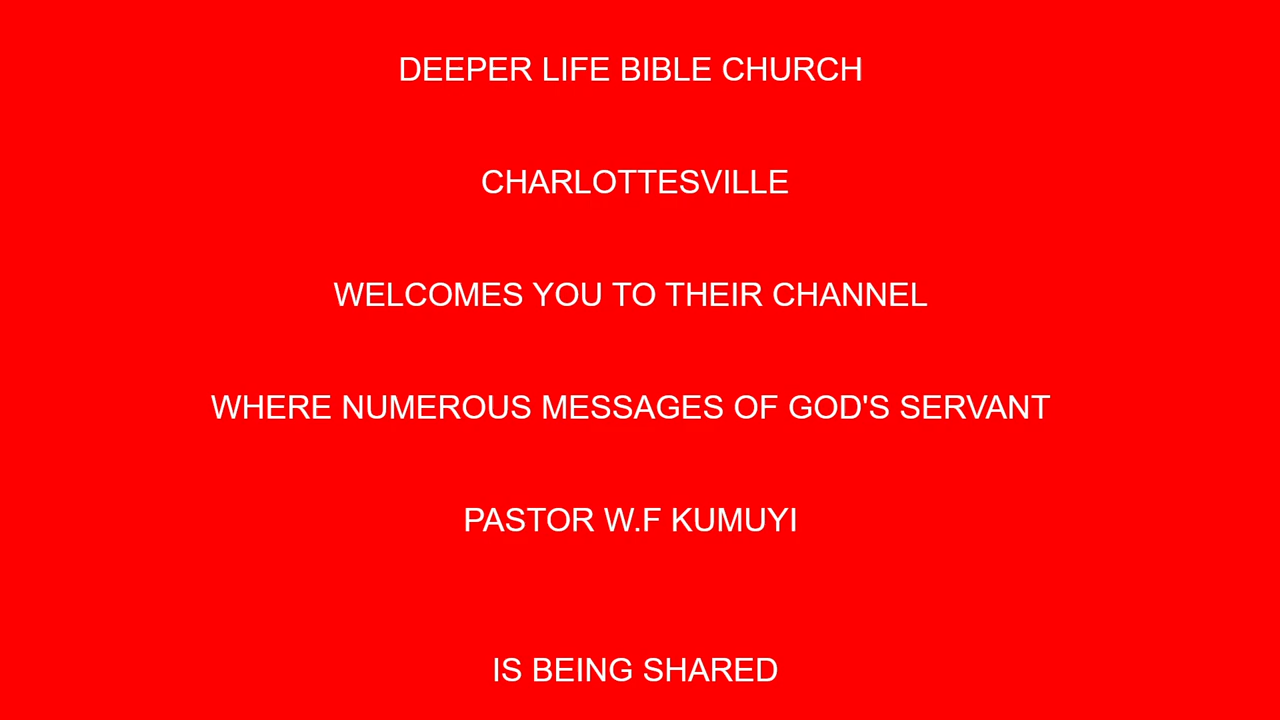 DEEPER LIFE BIBLE CHURCH
CHARLOTTESVILLE
WELCOMES YOU TO THEIR CHANNEL
WHERE NUMEROUS MESSAGES OF GOD'S SERVANT
PASTOR W.F KUMUYI
IS BEING SHARED